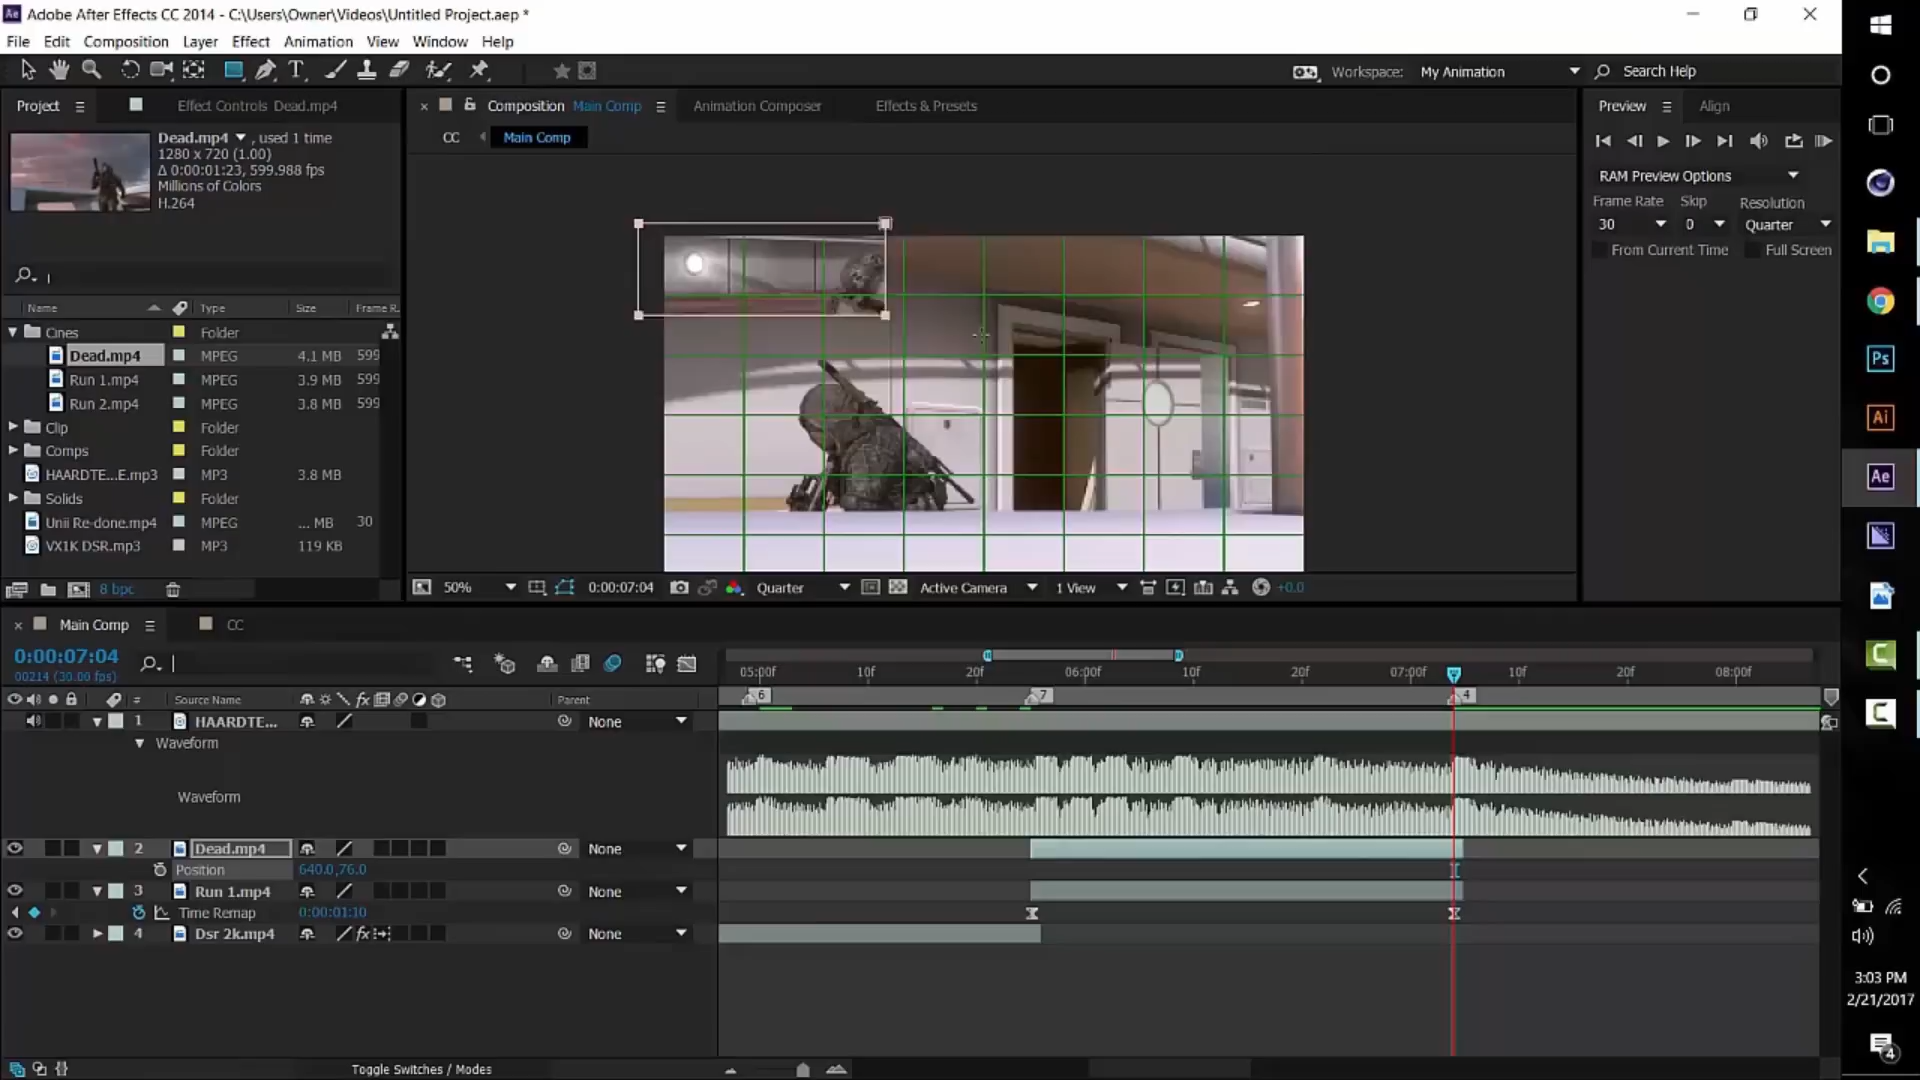 Ae Adobe After Effects CC 2014 - C:\Users\Owner\Videos\Untitled Project.aep *
File Edit Composition Layer Effect Animation View Window Help
T Workspace: My Animation Search Help
Project Effect Controls Dead.mp4 Composition Main Comp Animation Composer Effects & Presets Preview Align
CC Main Comp
Dead.mp4 , used 1 time
1280 x 720 (1.00)
Δ 0:00:01:23, 599.988 fps
Millions of Colors
H.264
RAM Preview Options
Frame Rate Skip Resolution
30 0 Quarter
From Current Time Full Screen
Name Type Size Frame R.
Cines Folder
Dead.mp4 MPEG 4.1 MB 599
Run 1.mp4 MPEG 3.9 MB 599
Run 2.mp4 MPEG 3.8 MB 599
Clip Folder
Comps Folder
HAARDTE...E.mp3 MP3 3.8 MB
Solids Folder
Unii Re-done.mp4 MPEG ... MB 30
VX1K DSR.mp3 MP3 119 KB
8 bpc
50% 0:00:07:04 Quarter Active Camera 1 View +0.0
Main Comp CC
0:00:07:04
00214 (30.00 fps)
05:00f 10f 20f 06:00f 10f 20f 07:00f 10f 20f 08:00f
# Source Name fx Parent
6 7 4
1 HAARDTE... None
Waveform
Waveform
2 Dead.mp4 None
Position 640.0,76.0
3 Run 1.mp4 None
Time Remap 0:00:01:10
4 Dsr 2k.mp4 fx None
Toggle Switches / Modes
Ps
Ai
Ae
C
C
3:03 PM
2/21/2017
4